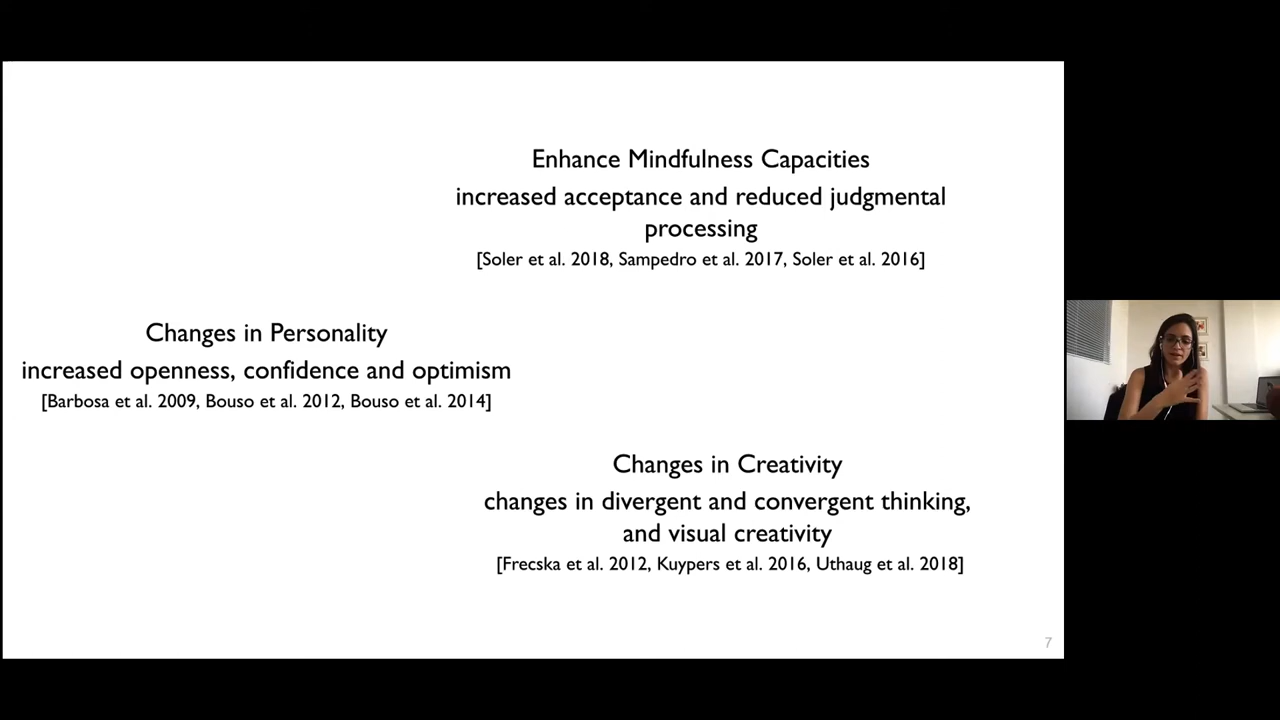 Enhance Mindfulness Capacities
increased acceptance and reduced judgmental
processing
[Soler et al. 2018, Sampedro et al. 2017, Soler et al. 2016]
Changes in Personality
increased openness, confidence and optimism
[Barbosa et al. 2009, Bouso et al. 2012, Bouso et al. 2014]
Changes in Creativity
changes in divergent and convergent thinking,
and visual creativity
[Frecska et al. 2012, Kuypers et al. 2016, Uthaug et al. 2018]
7